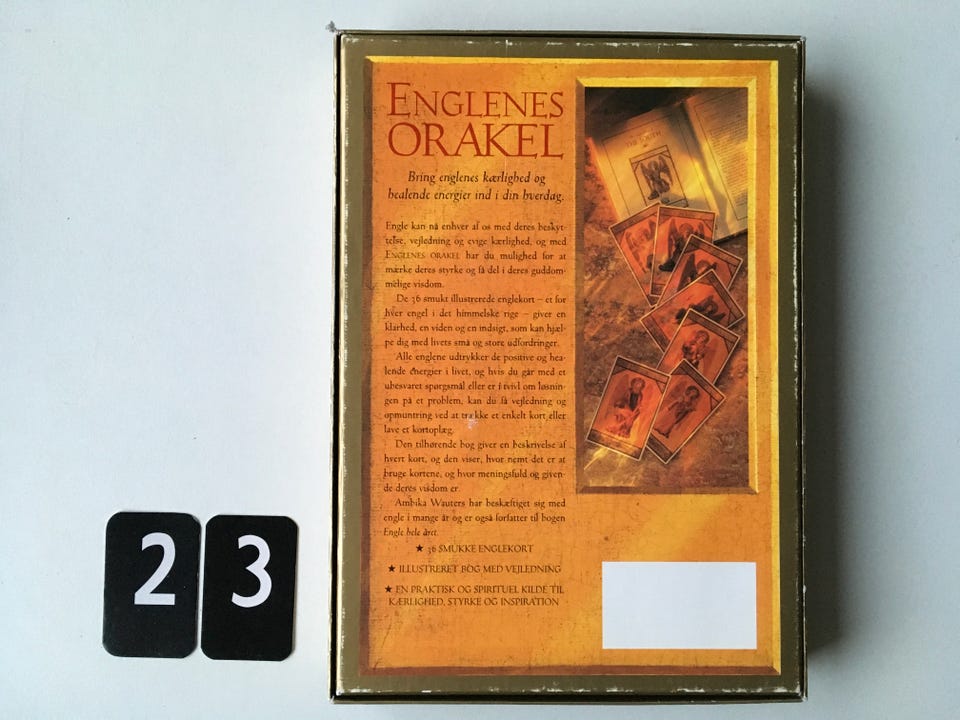 ENGLENES
ORAKEL
Bring englenes kærlighed og
healende energier ind i din hverdag.
Engle kan nå enhver af os med deres beskyt-
telse, vejledning og evige kærlighed, og med
ENGLENES ORAKEL har du mulighed for at
mærke deres styrke og få del i deres guddom-
melige visdom.
De 36 smukt illustrerede englekort – et for
hver engel i det himmelske rige – giver en
klarhed, en viden og en indsigt, som kan hjæl-
pe dig med livets små og store udfordringer.
Alle englene udtrykker de positive og hea-
lende energier i livet, og hvis du går med et
ubesvaret spørgsmål eller er i tvivl om løsnin-
gen på et problem, kan du få vejledning og
opmuntring ved at trække et enkelt kort eller
lave et kortoplæg.
Den tilhørende bog giver en beskrivelse af
hvert kort, og den viser, hvor nemt det er at
bruge kortene, og hvor meningsfuld og given-
de deres visdom er.
Ambika Wauters har beskæftiget sig med
engle i mange år og er også forfatter til bogen
Engle hele året.
★ 36 SMUKKE ENGLEKORT
★ ILLUSTRERET BOG MED VEJLEDNING
★ EN PRAKTISK OG SPIRITUEL KILDE TIL
KÆRLIGHED, STYRKE OG INSPIRATION
23